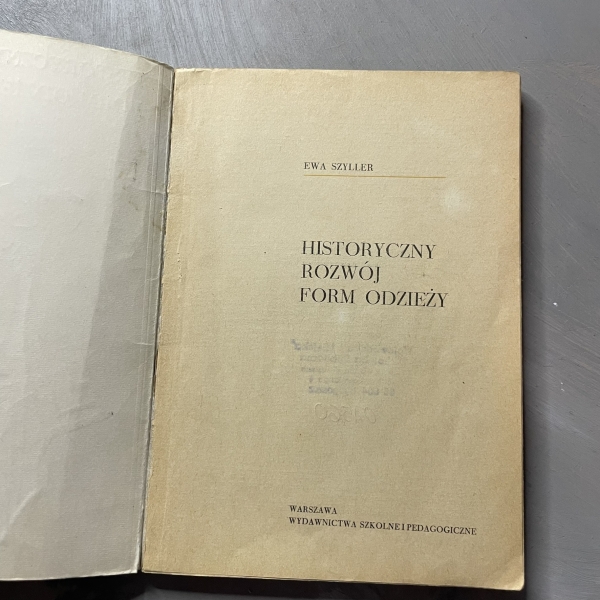 EWA SZYLLER
HISTORYCZNY
ROZWÓJ
FORM ODZIEŻY
WARSZAWA
WYDAWNICTWA SZKOLNE I PEDAGOGICZNE